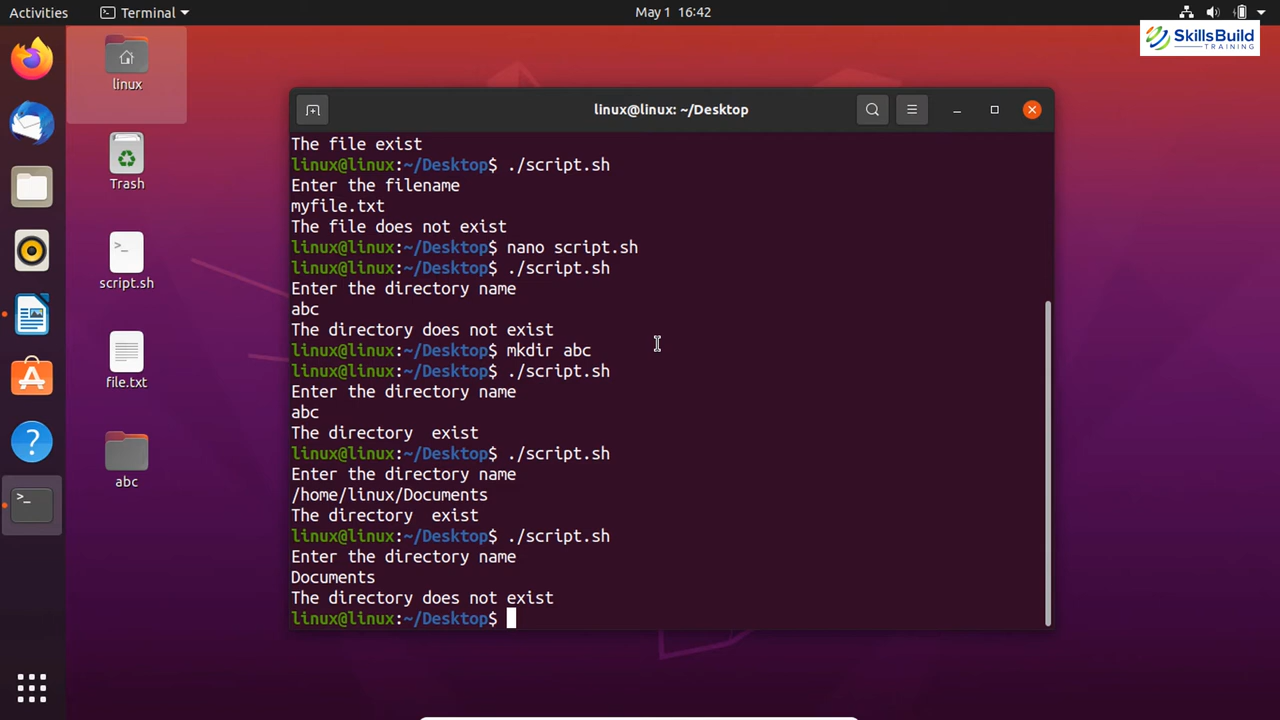 Activities
Terminal
May 1 16:42
SkillsBuild
TRAINING
linux
Trash
script.sh
file.txt
abc
linux@linux: ~/Desktop
The file exist
linux@linux:~/Desktop$ ./script.sh
Enter the filename
myfile.txt
The file does not exist
linux@linux:~/Desktop$ nano script.sh
linux@linux:~/Desktop$ ./script.sh
Enter the directory name
abc
The directory does not exist
linux@linux:~/Desktop$ mkdir abc
linux@linux:~/Desktop$ ./script.sh
Enter the directory name
abc
The directory  exist
linux@linux:~/Desktop$ ./script.sh
Enter the directory name
/home/linux/Documents
The directory  exist
linux@linux:~/Desktop$ ./script.sh
Enter the directory name
Documents
The directory does not exist
linux@linux:~/Desktop$